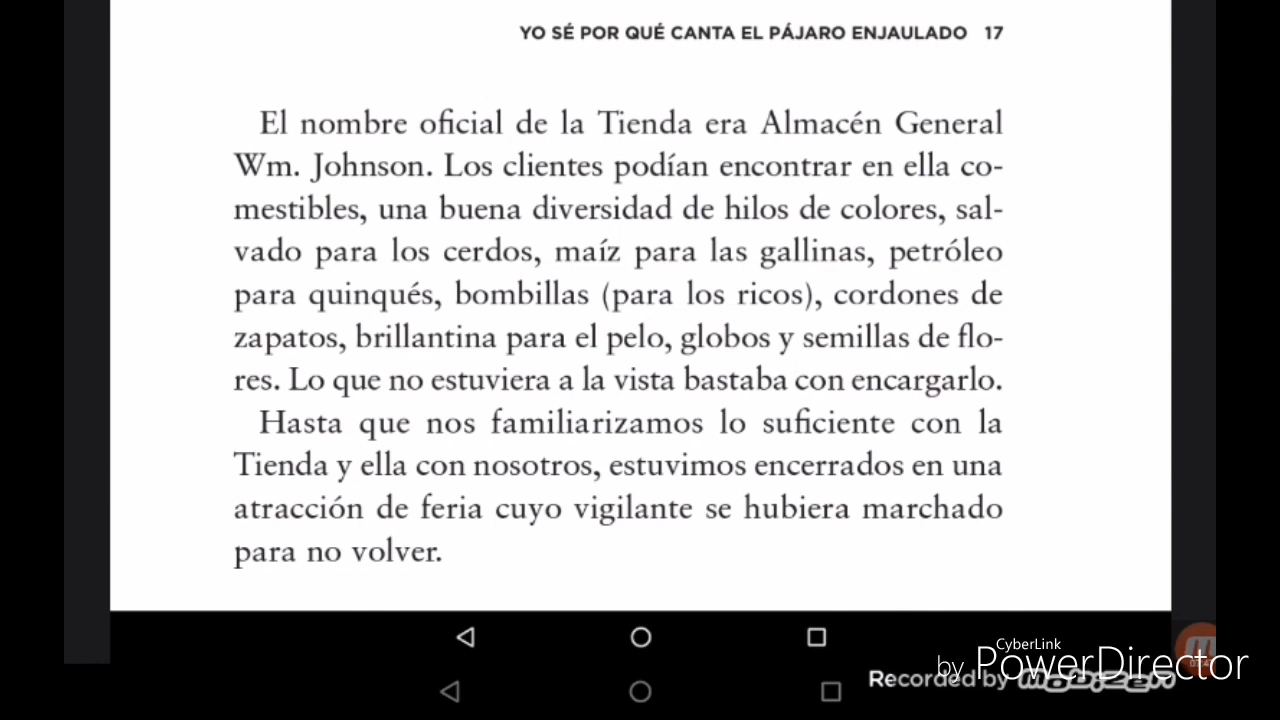 YO SÉ POR QUÉ CANTA EL PÁJARO ENJAULADO 17
El nombre oficial de la Tienda era Almacén General
Wm. Johnson. Los clientes podían encontrar en ella co-
mestibles, una buena diversidad de hilos de colores, sal-
vado para los cerdos, maíz para las gallinas, petróleo
para quinqués, bombillas (para los ricos), cordones de
zapatos, brillantina para el pelo, globos y semillas de flo-
res. Lo que no estuviera a la vista bastaba con encargarlo.
Hasta que nos familiarizamos lo suficiente con la
Tienda y ella con nosotros, estuvimos encerrados en una
atracción de feria cuyo vigilante se hubiera marchado
para no volver.
CyberLink
by PowerDirector
Recorded by